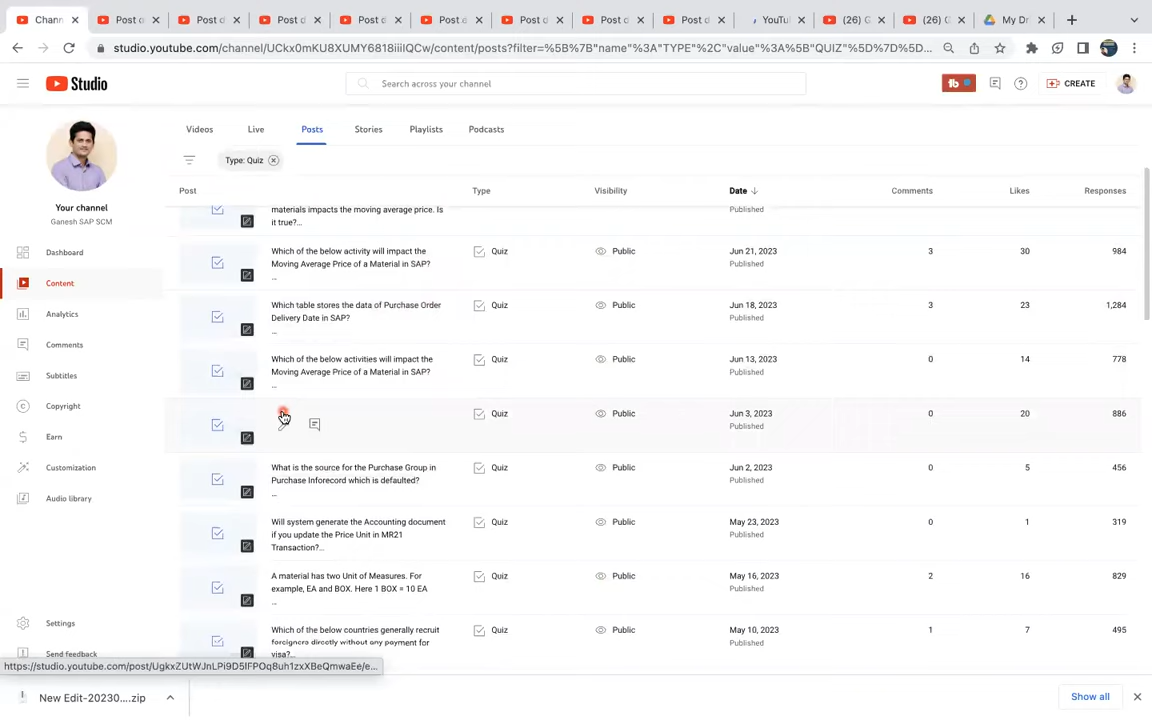 Chann
Post o
Post d
Post d
Post d
Post e
Post d
Post o
Post d
YouTu
(26) G
(26) G
My Dr
studio.youtube.com/channel/UCkx0mKU8XUMY6818iiiIQCw/content/posts?filter=%5B%7B"name"%3A"TYPE"%2C"value"%3A%5B"QUIZ"%5D%7D%5D...
Studio
Search across your channel
CREATE
Videos
Live
Posts
Stories
Playlists
Podcasts
Type: Quiz
Your channel
Ganesh SAP SCM
Post
Type
Visibility
Date
Comments
Likes
Responses
materials impacts the moving average price. Is
it true?...
Published
Which of the below activity will impact the
Moving Average Price of a Material in SAP?
...
Quiz
Public
Jun 21, 2023
Published
3
30
984
Which table stores the data of Purchase Order
Delivery Date in SAP?
...
Quiz
Public
Jun 18, 2023
Published
3
23
1,284
Which of the below activities will impact the
Moving Average Price of a Material in SAP?
...
Quiz
Public
Jun 13, 2023
Published
0
14
778
Quiz
Public
Jun 3, 2023
Published
0
20
886
What is the source for the Purchase Group in
Purchase Inforecord which is defaulted?
...
Quiz
Public
Jun 2, 2023
Published
0
5
456
Will system generate the Accounting document
if you update the Price Unit in MR21
Transaction?...
Quiz
Public
May 23, 2023
Published
0
1
319
A material has two Unit of Measures. For
example, EA and BOX. Here 1 BOX = 10 EA
...
Quiz
Public
May 16, 2023
Published
2
16
829
Which of the below countries generally recruit
foreigners directly without any payment for
visa?...
Quiz
Public
May 10, 2023
Published
1
7
495
Dashboard
Content
Analytics
Comments
Subtitles
Copyright
Earn
Customization
Audio library
Settings
Send feedback
https://studio.youtube.com/post/UgkxZUtWJnLPi9D5IFPOq8uh1zxXBeQmwaEe/e...
New Edit-20230....zip
Show all